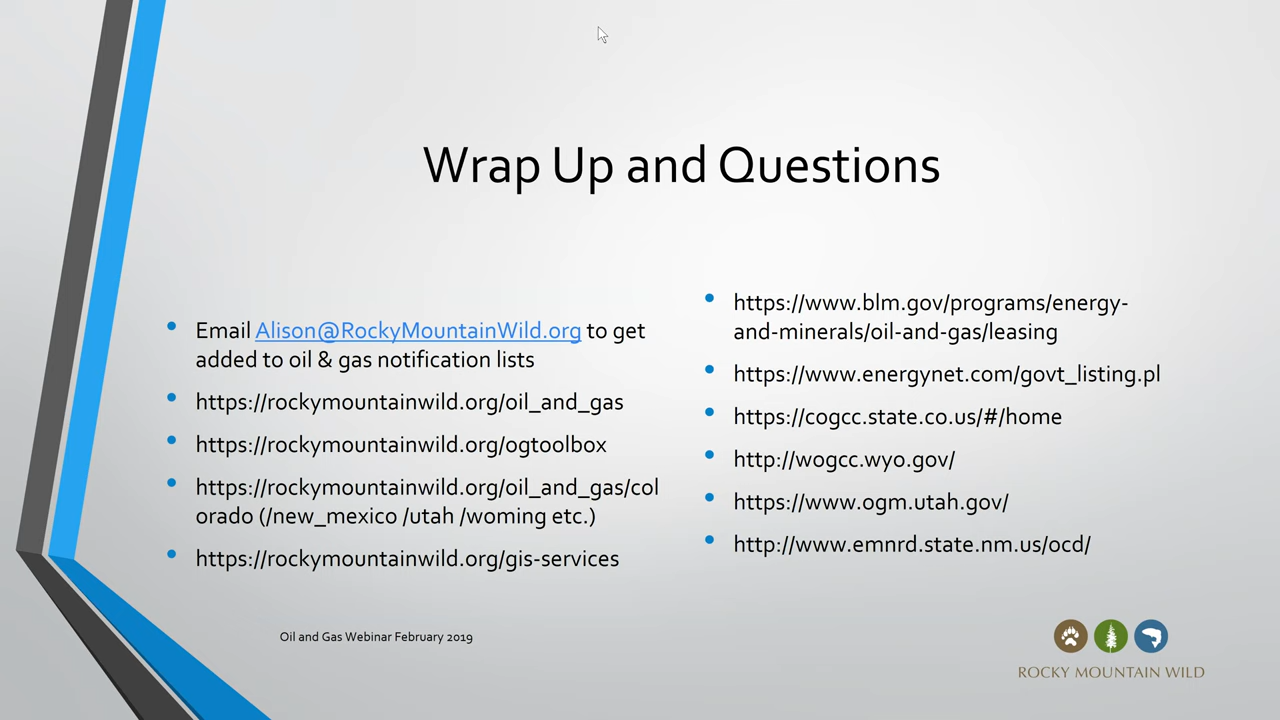 Wrap Up and Questions
Email Alison@RockyMountainWild.org to get
added to oil & gas notification lists
https://rockymountainwild.org/oil_and_gas
https://rockymountainwild.org/ogtoolbox
https://rockymountainwild.org/oil_and_gas/col
orado (/new_mexico /utah /woming etc.)
https://rockymountainwild.org/gis-services
https://www.blm.gov/programs/energy-
and-minerals/oil-and-gas/leasing
https://www.energynet.com/govt_listing.pl
https://cogcc.state.co.us/#/home
http://wogcc.wyo.gov/
https://www.ogm.utah.gov/
http://www.emnrd.state.nm.us/ocd/
Oil and Gas Webinar February 2019
ROCKY MOUNTAIN WILD